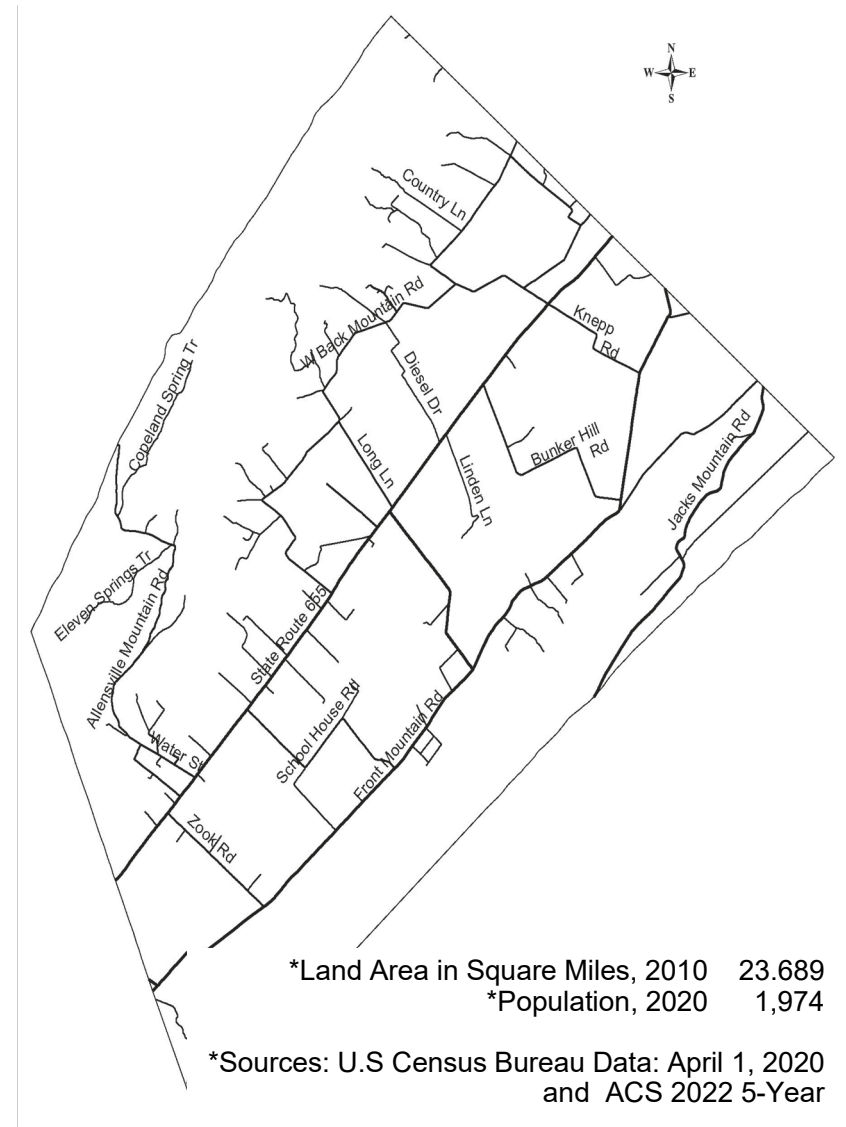 N
W E
S
Country Ln
W Back Mountain Rd
Knepp
Rd
Copeland Spring Tr
Diesel Dr
Bunker Hill
Rd
Jacks Mountain Rd
Long Ln
Linden Ln
Eleven Springs Tr
Allensville Mountain Rd
State Route 655
School House Rd
Front Mountain Rd
Water St
Zook Rd
*Land Area in Square Miles, 2010 23.689
*Population, 2020 1,974
*Sources: U.S Census Bureau Data: April 1, 2020
and ACS 2022 5-Year